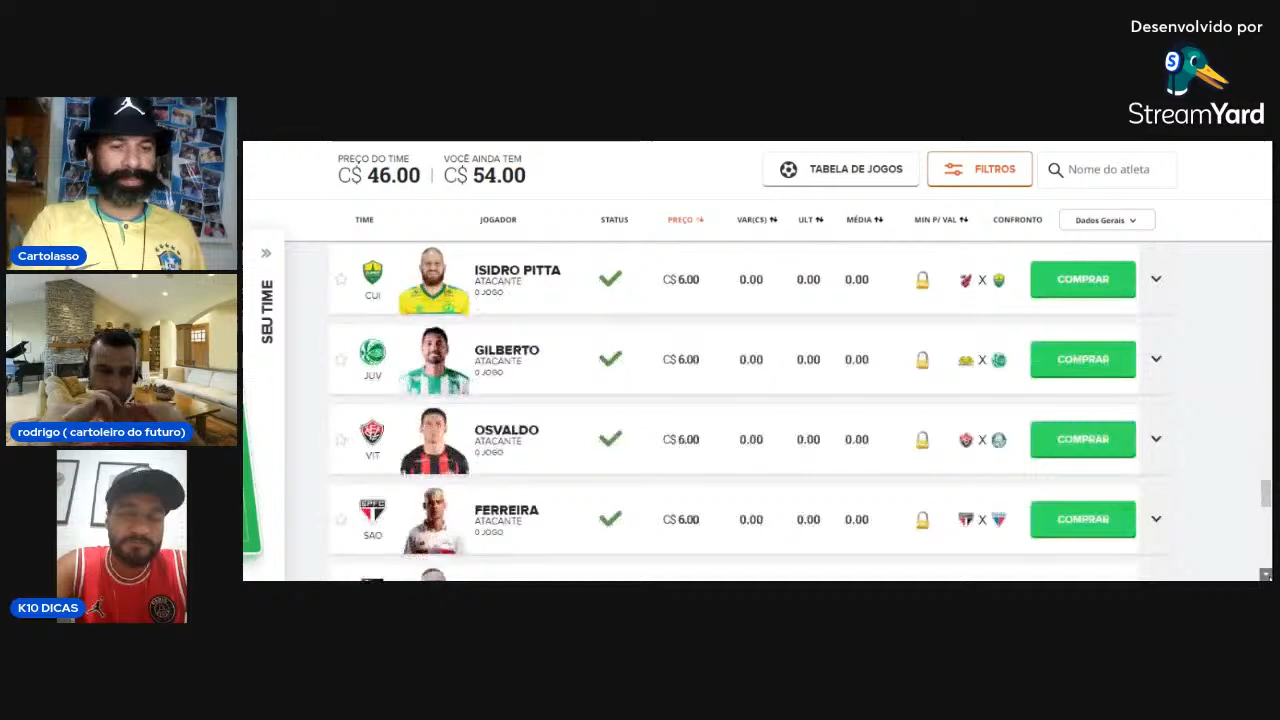 Desenvolvido por
StreamYard
Cartolasso
rodrigo ( cartoleiro do futuro)
K10 DICAS
PREÇO DO TIME
C$ 46.00
VOCÊ AINDA TEM
C$ 54.00
TABELA DE JOGOS
FILTROS
Nome do atleta
TIME JOGADOR STATUS PREÇO VAR(C$) ULT MÉDIA MIN P/ VAL CONFRONTO Dados Gerais
SEU TIME
CUI
ISIDRO PITTA
ATACANTE
0 JOGO
C$ 6.00 0.00 0.00 0.00 X COMPRAR
JUV
GILBERTO
ATACANTE
0 JOGO
C$ 6.00 0.00 0.00 0.00 X COMPRAR
VIT
OSVALDO
ATACANTE
0 JOGO
C$ 6.00 0.00 0.00 0.00 X COMPRAR
SAO
FERREIRA
ATACANTE
0 JOGO
C$ 6.00 0.00 0.00 0.00 X COMPRAR